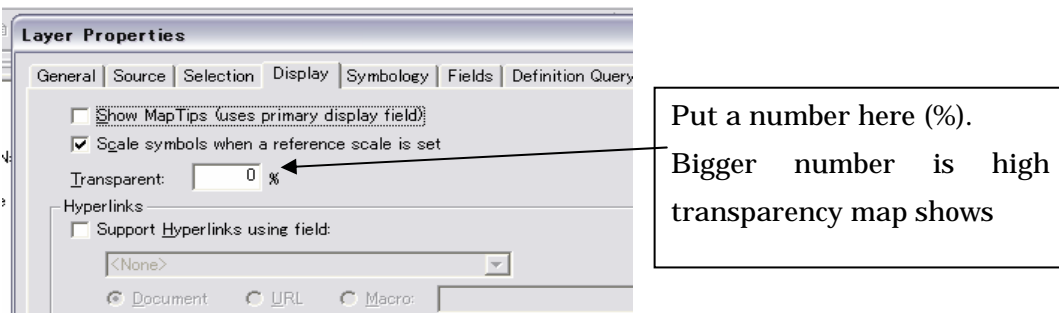 Layer Properties
General Source Selection Display Symbology Fields Definition Query
Show MapTips (uses primary display field)
Scale symbols when a reference scale is set
Transparent: 0 %
Hyperlinks
Support Hyperlinks using field:
<None>
Document URL Macro:
Put a number here (%).
Bigger number is high
transparency map shows